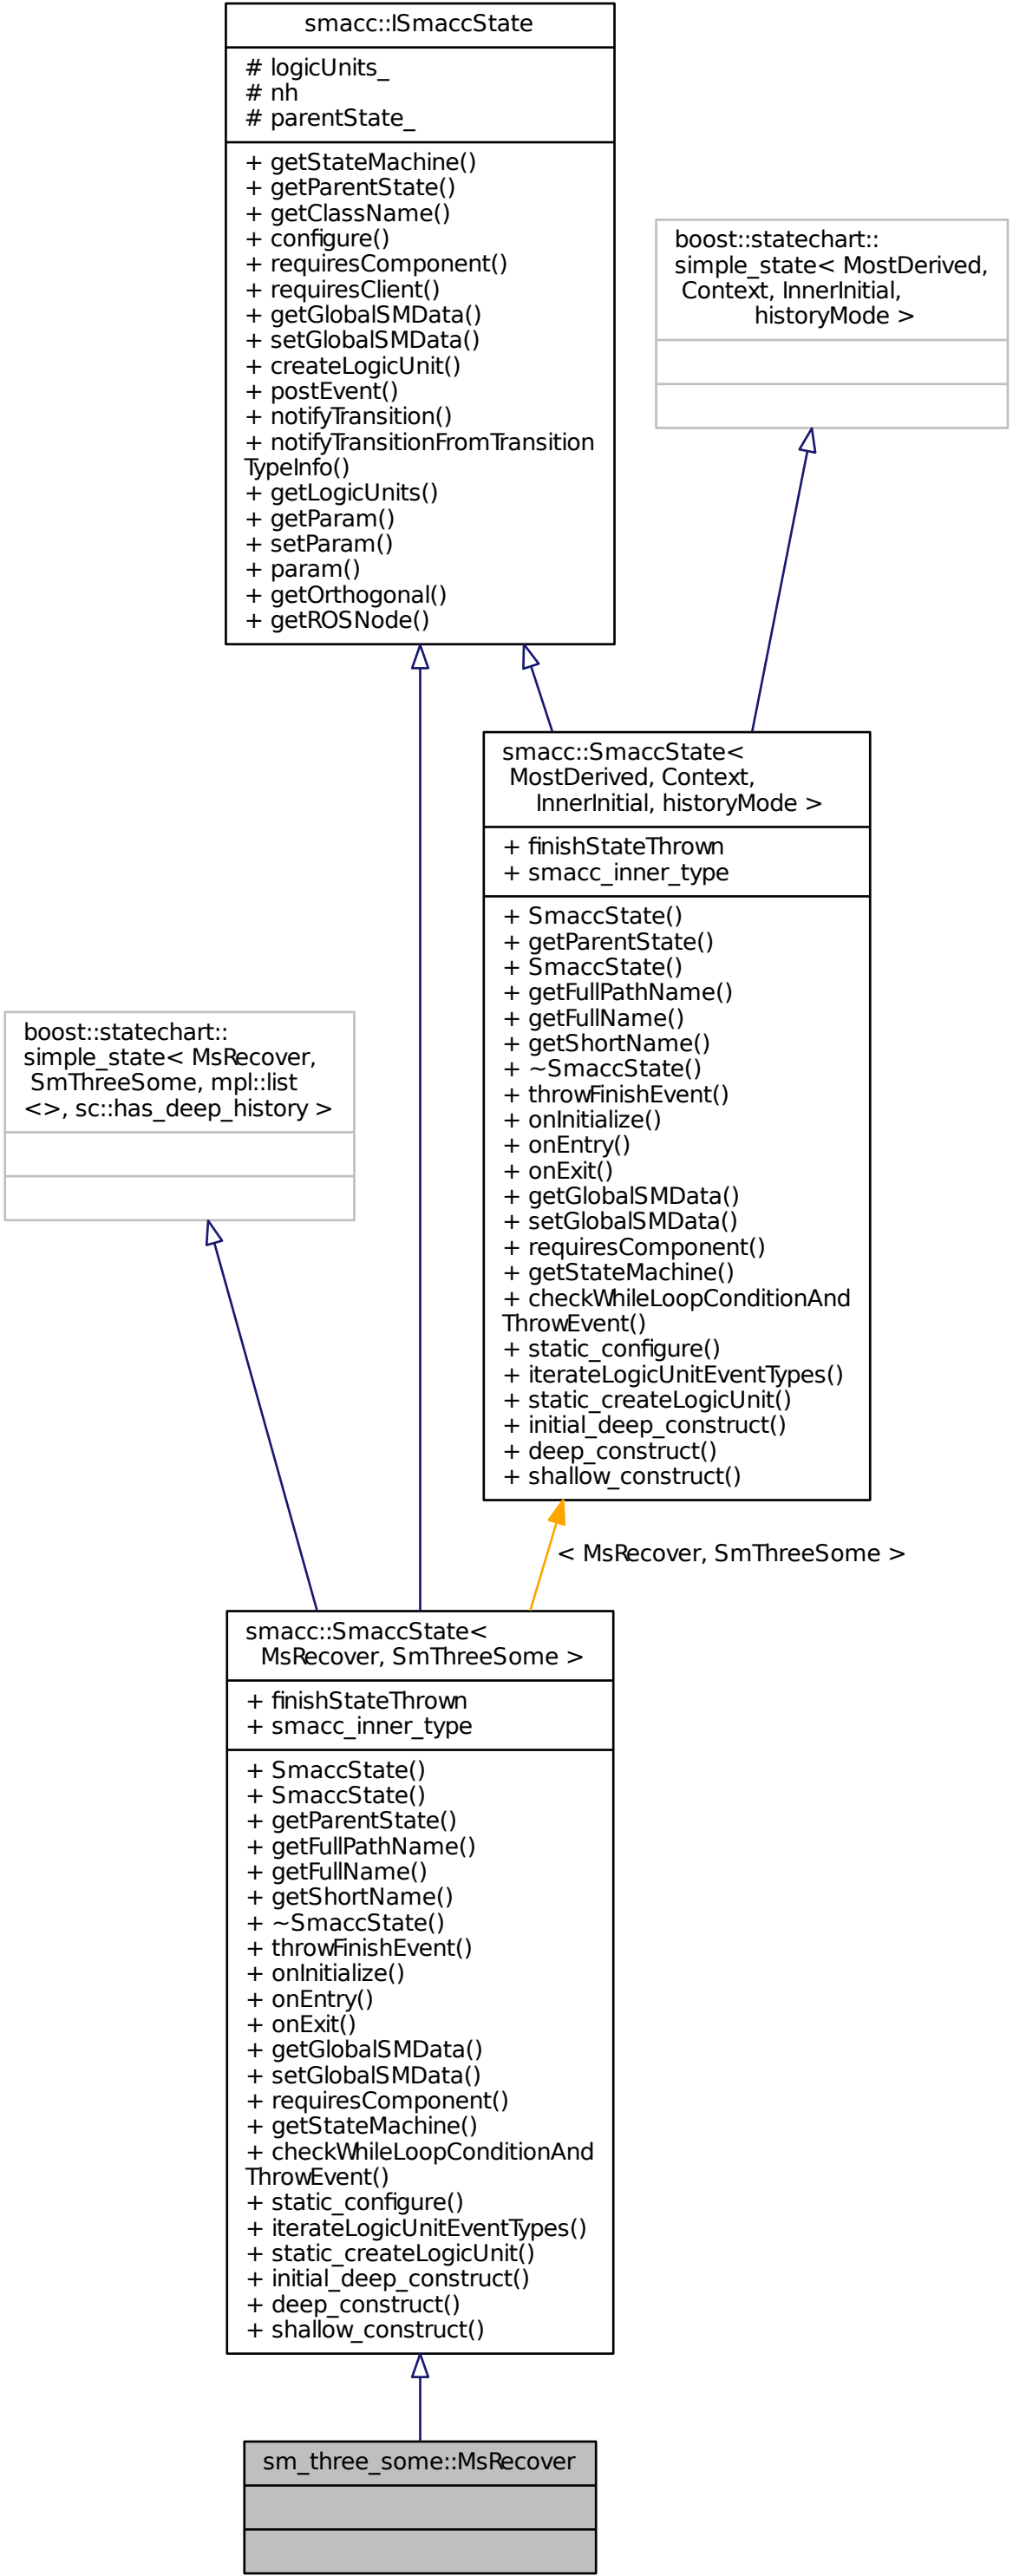 smacc::ISmaccState
# logicUnits_
# nh
# parentState_
+ getStateMachine()
+ getParentState()
+ getClassName()
+ configure()
+ requiresComponent()
+ requiresClient()
+ getGlobalSMData()
+ setGlobalSMData()
+ createLogicUnit()
+ postEvent()
+ notifyTransition()
+ notifyTransitionFromTransition
TypeInfo()
+ getLogicUnits()
+ getParam()
+ setParam()
+ param()
+ getOrthogonal()
+ getROSNode()
boost::statechart::
simple_state< MostDerived,
Context, InnerInitial,
historyMode >
smacc::SmaccState<
MostDerived, Context,
InnerInitial, historyMode >
+ finishStateThrown
+ smacc_inner_type
+ SmaccState()
+ getParentState()
+ SmaccState()
+ getFullPathName()
+ getFullName()
+ getShortName()
+ ~SmaccState()
+ throwFinishEvent()
+ onInitialize()
+ onEntry()
+ onExit()
+ getGlobalSMData()
+ setGlobalSMData()
+ requiresComponent()
+ getStateMachine()
+ checkWhileLoopConditionAnd
ThrowEvent()
+ static_configure()
+ iterateLogicUnitEventTypes()
+ static_createLogicUnit()
+ initial_deep_construct()
+ deep_construct()
+ shallow_construct()
boost::statechart::
simple_state< MsRecover,
SmThreeSome, mpl::list
<>, sc::has_deep_history >
< MsRecover, SmThreeSome >
smacc::SmaccState<
MsRecover, SmThreeSome >
+ finishStateThrown
+ smacc_inner_type
+ SmaccState()
+ SmaccState()
+ getParentState()
+ getFullPathName()
+ getFullName()
+ getShortName()
+ ~SmaccState()
+ throwFinishEvent()
+ onInitialize()
+ onEntry()
+ onExit()
+ getGlobalSMData()
+ setGlobalSMData()
+ requiresComponent()
+ getStateMachine()
+ checkWhileLoopConditionAnd
ThrowEvent()
+ static_configure()
+ iterateLogicUnitEventTypes()
+ static_createLogicUnit()
+ initial_deep_construct()
+ deep_construct()
+ shallow_construct()
sm_three_some::MsRecover